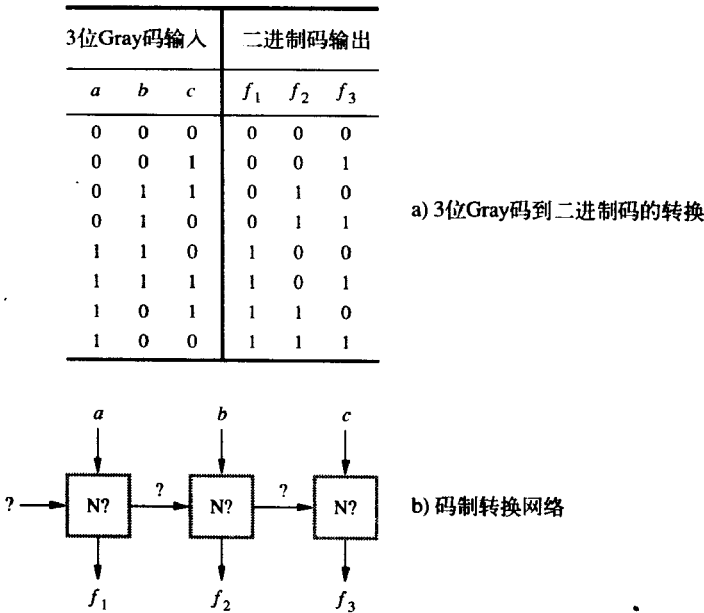 3位Gray码输入 二进制码输出
a b c f1 f2 f3
0 0 0 0 0 0
0 0 1 0 0 1
0 1 1 0 1 0
0 1 0 0 1 1
1 1 0 1 0 0
1 1 1 1 0 1
1 0 1 1 1 0
1 0 0 1 1 1
a) 3位Gray码到二进制码的转换
a b c
? N? ? N? ? N?
b) 码制转换网络
f1 f2 f3